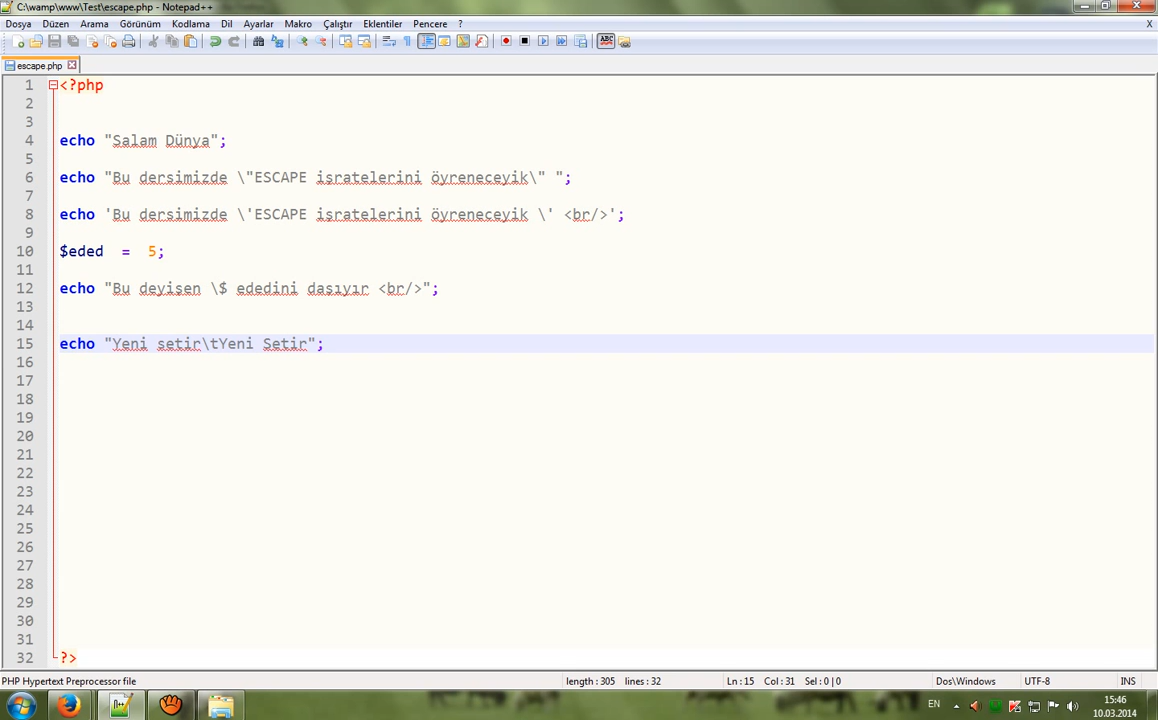 C:\wamp\www\Test\escape.php - Notepad++
Dosya Düzen Arama Görünüm Kodlama Dil Ayarlar Makro Çalıştır Eklentiler Pencere ? X
escape.php
1 <?php
2
3
4 echo "Salam Dünya";
5
6 echo "Bu dersimizde \"ESCAPE işratelerini öyreneceyik\" ";
7
8 echo 'Bu dersimizde \'ESCAPE işratelerini öyreneceyik \' <br/>';
9
10 $eded = 5;
11
12 echo "Bu deyişen \$ ededini daşıyır <br/>";
13
14
15 echo "Yeni setir\tYeni Setir";
16
17
18
19
20
21
22
23
24
25
26
27
28
29
30
31
32 ?>
PHP Hypertext Preprocessor file length : 305 lines : 32 Ln : 15 Col : 31 Sel : 0 | 0 Dos\Windows UTF-8 INS
EN 15:46
10.03.2014